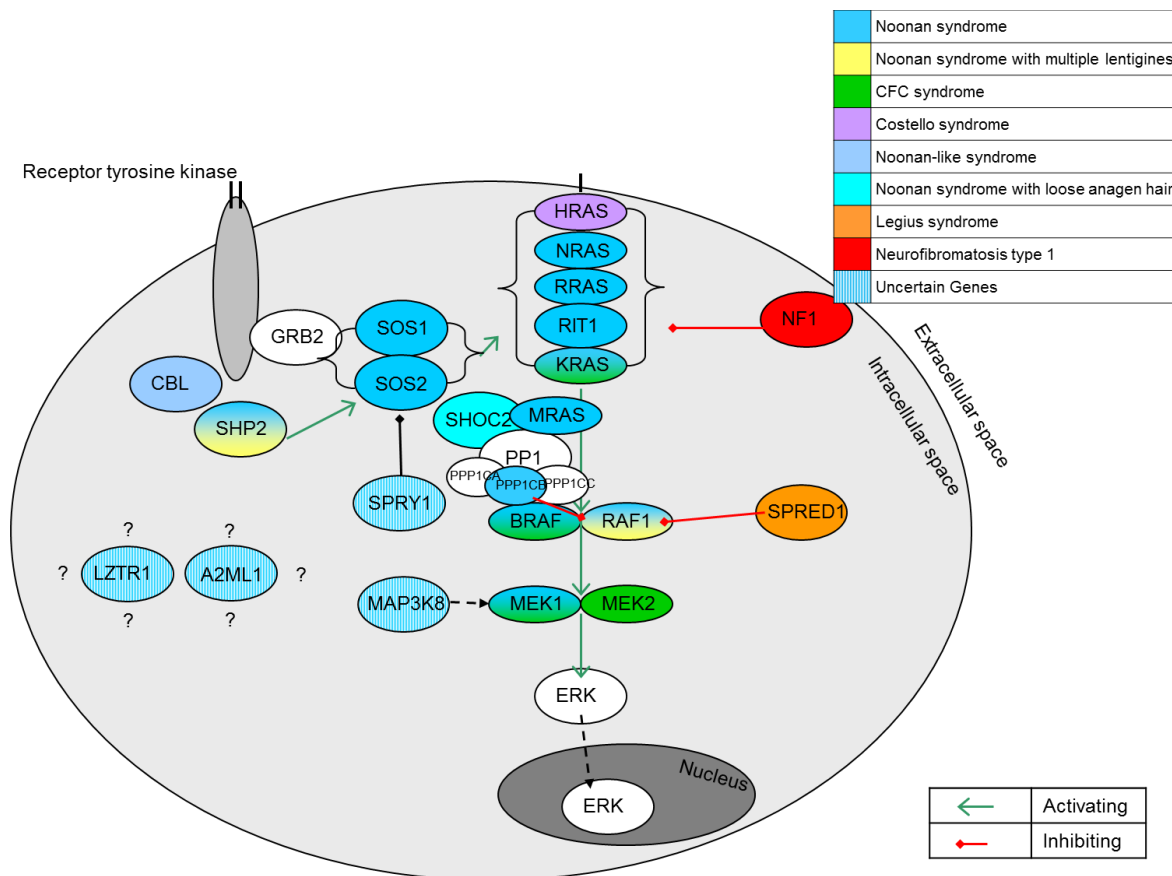 Noonan syndrome
Noonan syndrome with multiple lentigines
CFC syndrome
Costello syndrome
Noonan-like syndrome
Noonan syndrome with loose anagen hair
Legius syndrome
Neurofibromatosis type 1
Uncertain Genes
Receptor tyrosine kinase
HRAS
NRAS
RRAS
RIT1
KRAS
NF1
Extracellular space
Intracellular space
GRB2
SOS1
SOS2
CBL
SHP2
SHOC2
MRAS
PP1
PPP1CA
PPP1CB
PPP1CC
SPRY1
BRAF
RAF1
SPRED1
?
?
?
LZTR1
A2ML1
?
?
?
MAP3K8
MEK1
MEK2
ERK
Nucleus
ERK
Activating
Inhibiting